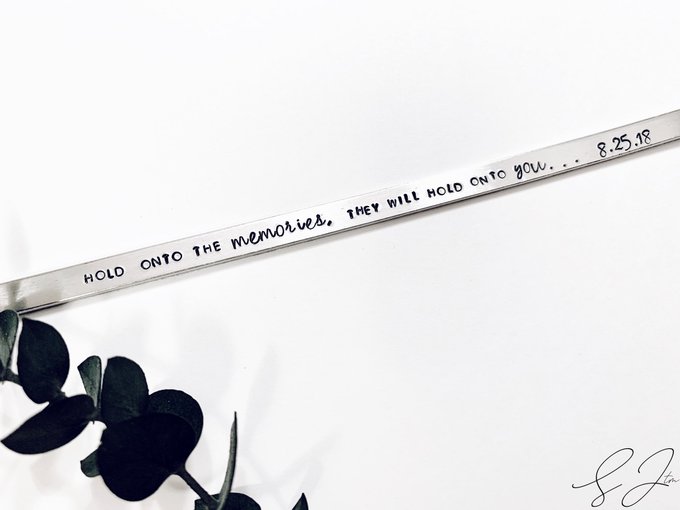 HOLD ONTO THE memories. THEY WILL HOLD ONTO you... 8.25.18